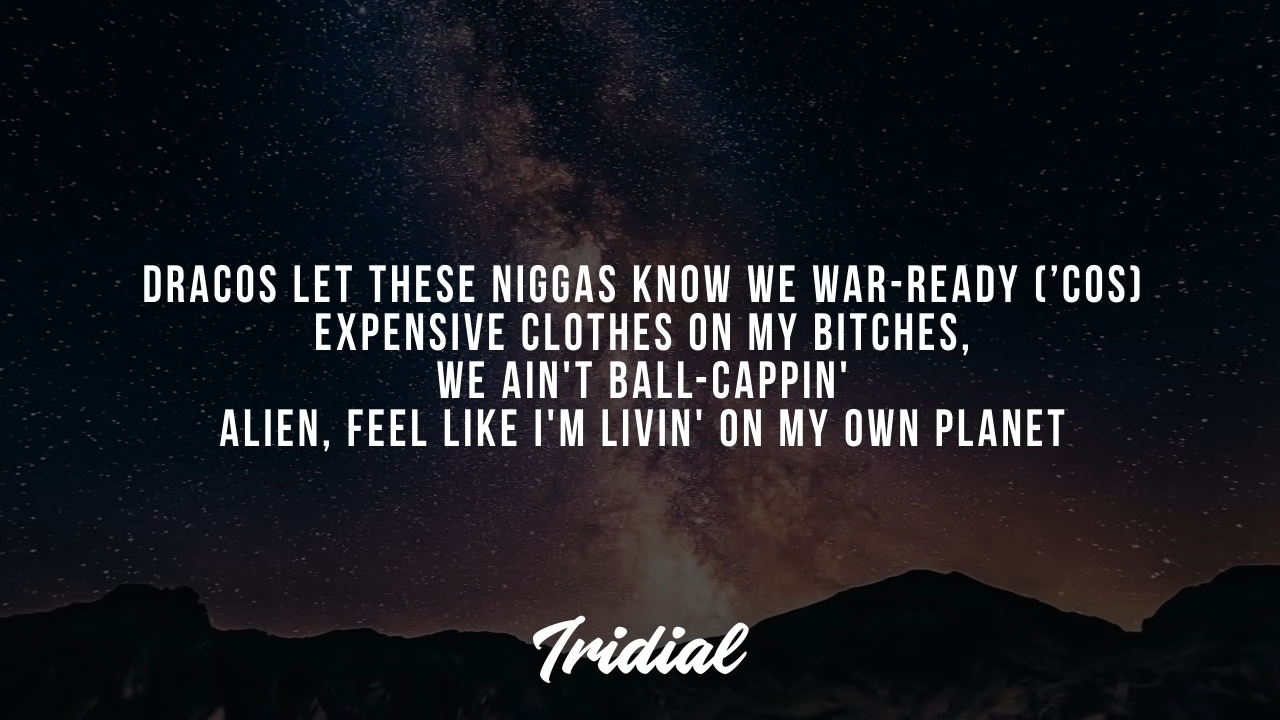 DRACOS LET THESE NIGGAS KNOW WE WAR-READY (’COS)
EXPENSIVE CLOTHES ON MY BITCHES,
WE AIN'T BALL-CAPPIN'
ALIEN, FEEL LIKE I'M LIVIN' ON MY OWN PLANET
Iridial